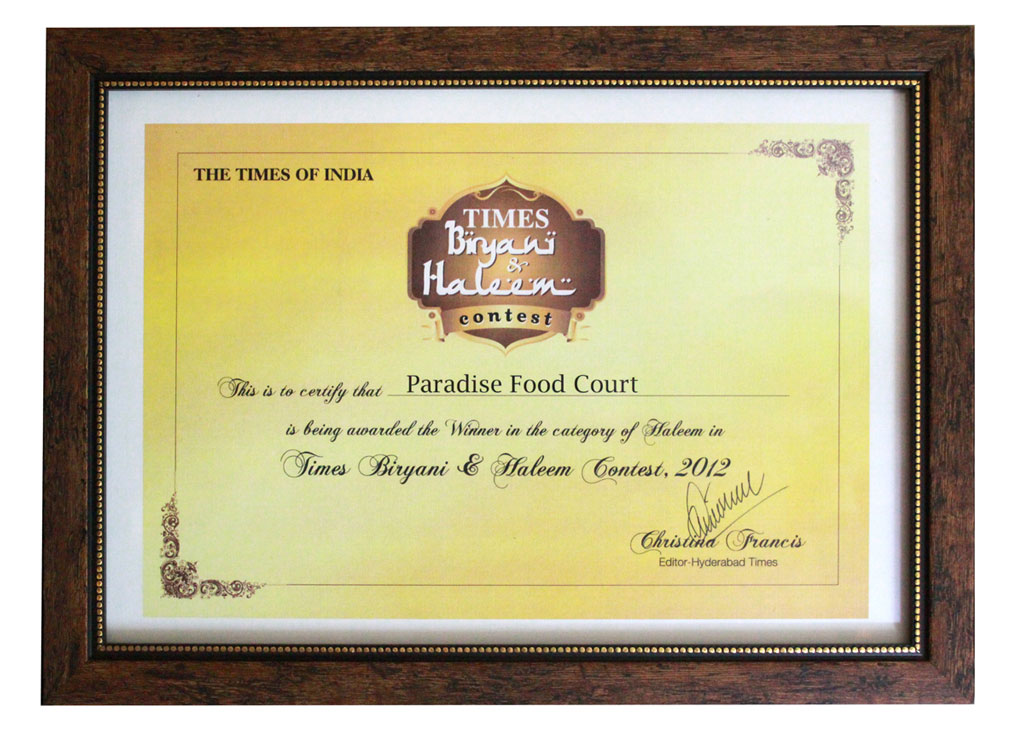 THE TIMES OF INDIA
TIMES
Biryani
&
Haleem
contest
This is to certify that Paradise Food Court
is being awarded the Winner in the category of Haleem in
Times Biryani & Haleem Contest, 2012
Christina Francis
Editor-Hyderabad Times